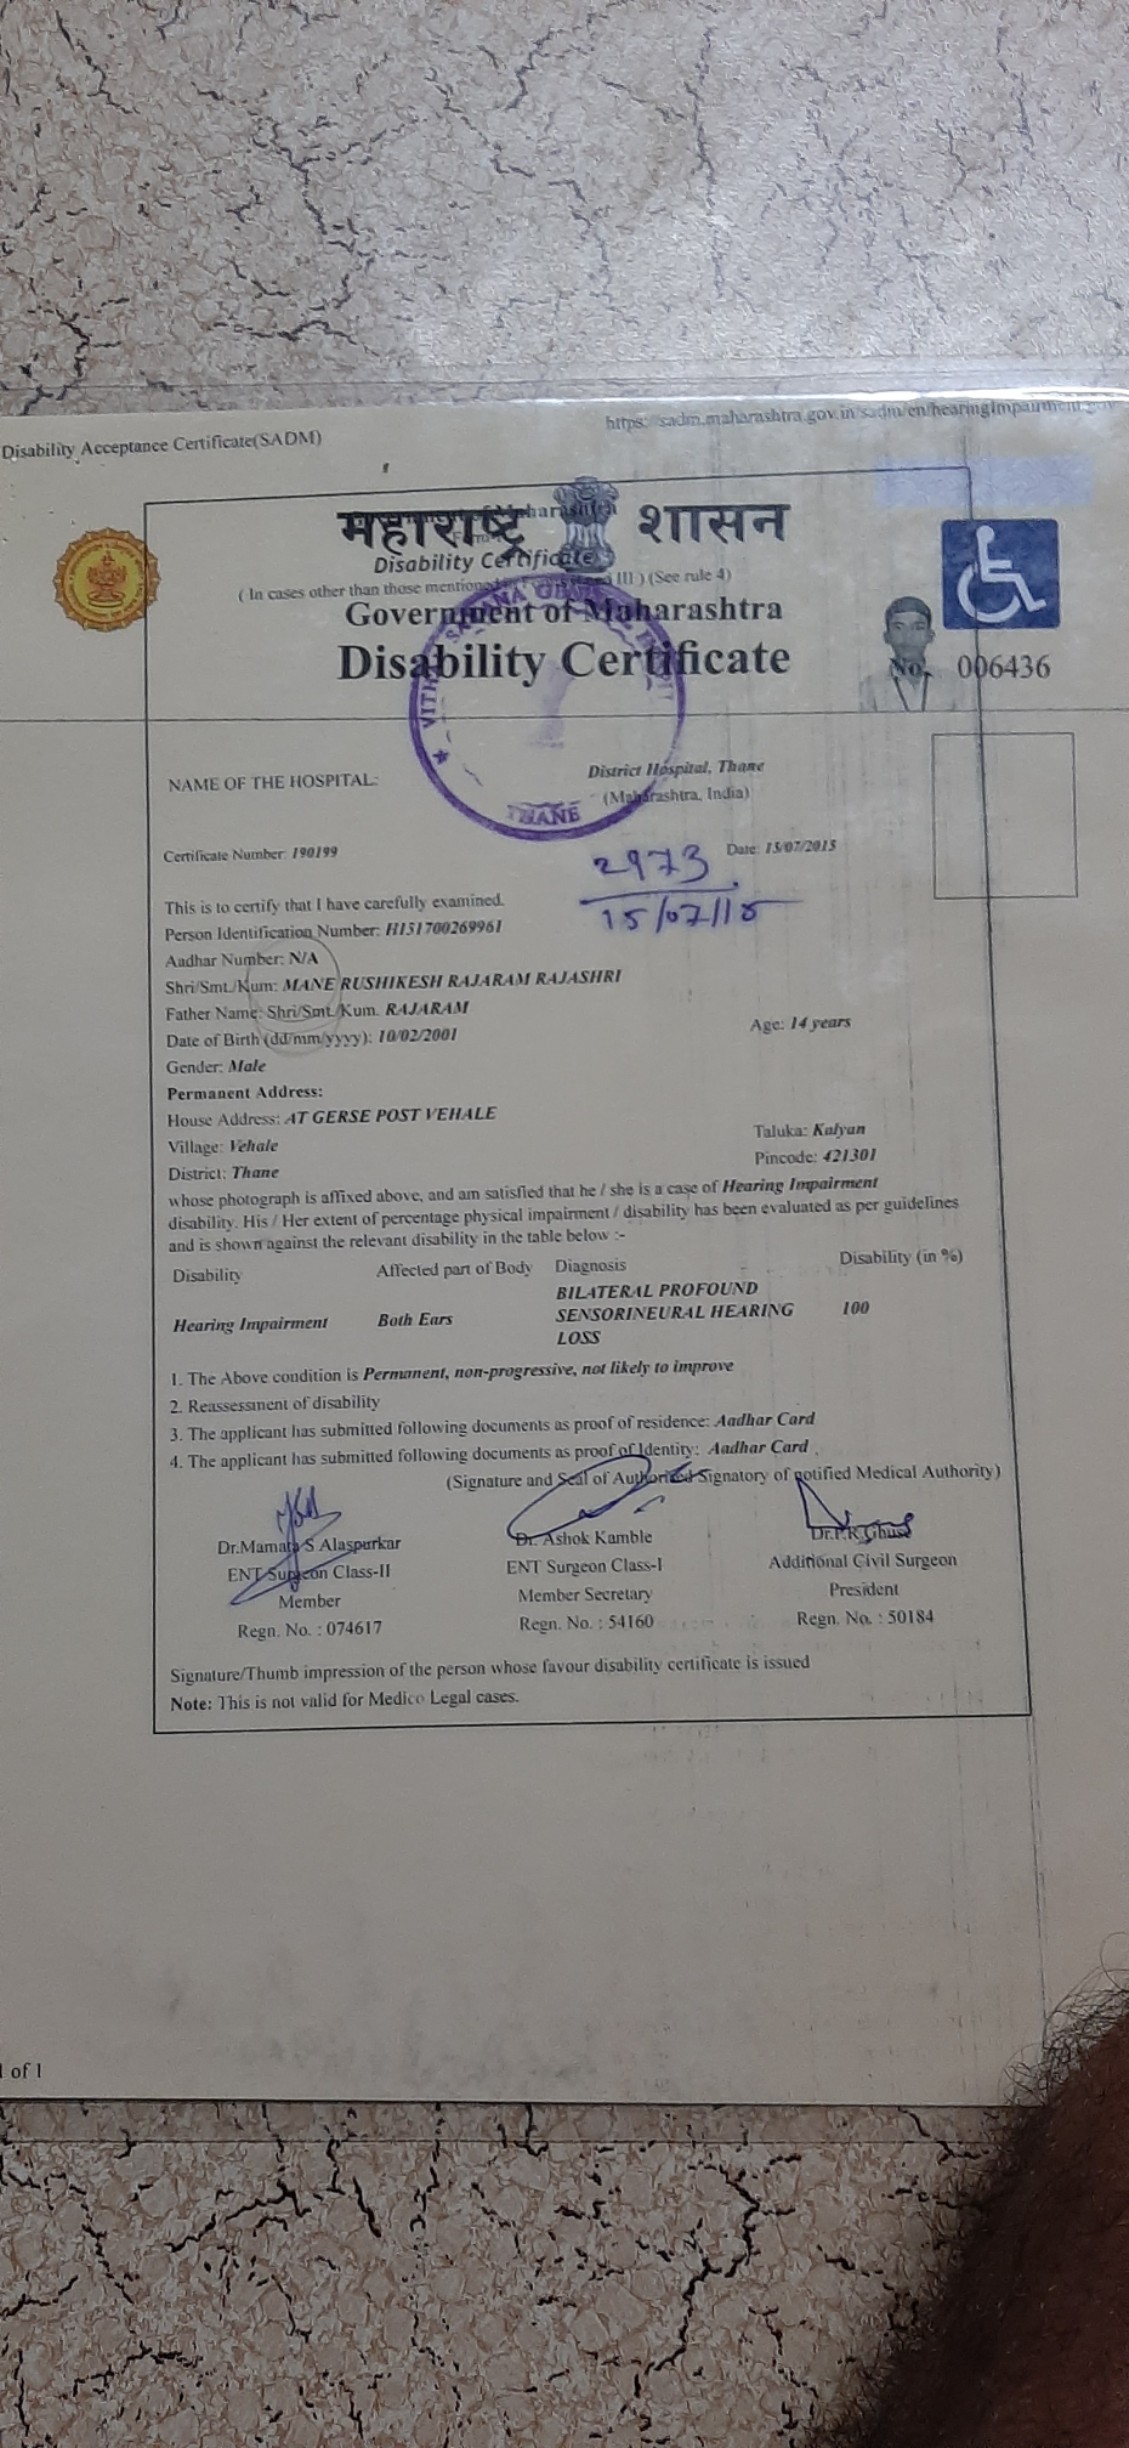 Disability Acceptance Certificate(SADM)
https://sadm.maharashtra.gov.in/sadm/en/hearingImpairment.gov
महाराष्ट्र शासन
Disability Certificate
( In cases other than those mentioned III ) (See rule 4)
Government of Maharashtra
Disability Certificate
No. 006436
THANE
NAME OF THE HOSPITAL:
District Hospital, Thane
(Maharashtra, India)
Certificate Number: 190199
2973
15/07/15
Date: 15/07/2015
This is to certify that I have carefully examined.
Person Identification Number: H151700269961
Aadhar Number: N/A
Shri/Smt./Kum: MANE RUSHIKESH RAJARAM RAJASHRI
Father Name: Shri/Smt./Kum. RAJARAM
Date of Birth (dd/mm/yyyy): 10/02/2001 Age: 14 years
Gender: Male
Permanent Address:
House Address: AT GERSE POST VEHALE
Village: Vehale Taluka: Kalyan
District: Thane Pincode: 421301
whose photograph is affixed above, and am satisfied that he / she is a case of Hearing Impairment
disability. His / Her extent of percentage physical impairment / disability has been evaluated as per guidelines
and is shown against the relevant disability in the table below :-
Disability Affected part of Body Diagnosis Disability (in %)
Hearing Impairment Both Ears BILATERAL PROFOUND
SENSORINEURAL HEARING 100
LOSS
1. The Above condition is Permanent, non-progressive, not likely to improve
2. Reassessment of disability
3. The applicant has submitted following documents as proof of residence: Aadhar Card
4. The applicant has submitted following documents as proof of Identity: Aadhar Card .
(Signature and Seal of Authorized Signatory of notified Medical Authority)
Dr.Mamata S Alaspurkar Dr. Ashok Kamble Dr.P.R.Ghuse
ENT Surgeon Class-II ENT Surgeon Class-I Additional Civil Surgeon
Member Member Secretary President
Regn. No. : 074617 Regn. No. : 54160 Regn. No. : 50184
Signature/Thumb impression of the person whose favour disability certificate is issued
Note: This is not valid for Medico Legal cases.
1 of 1